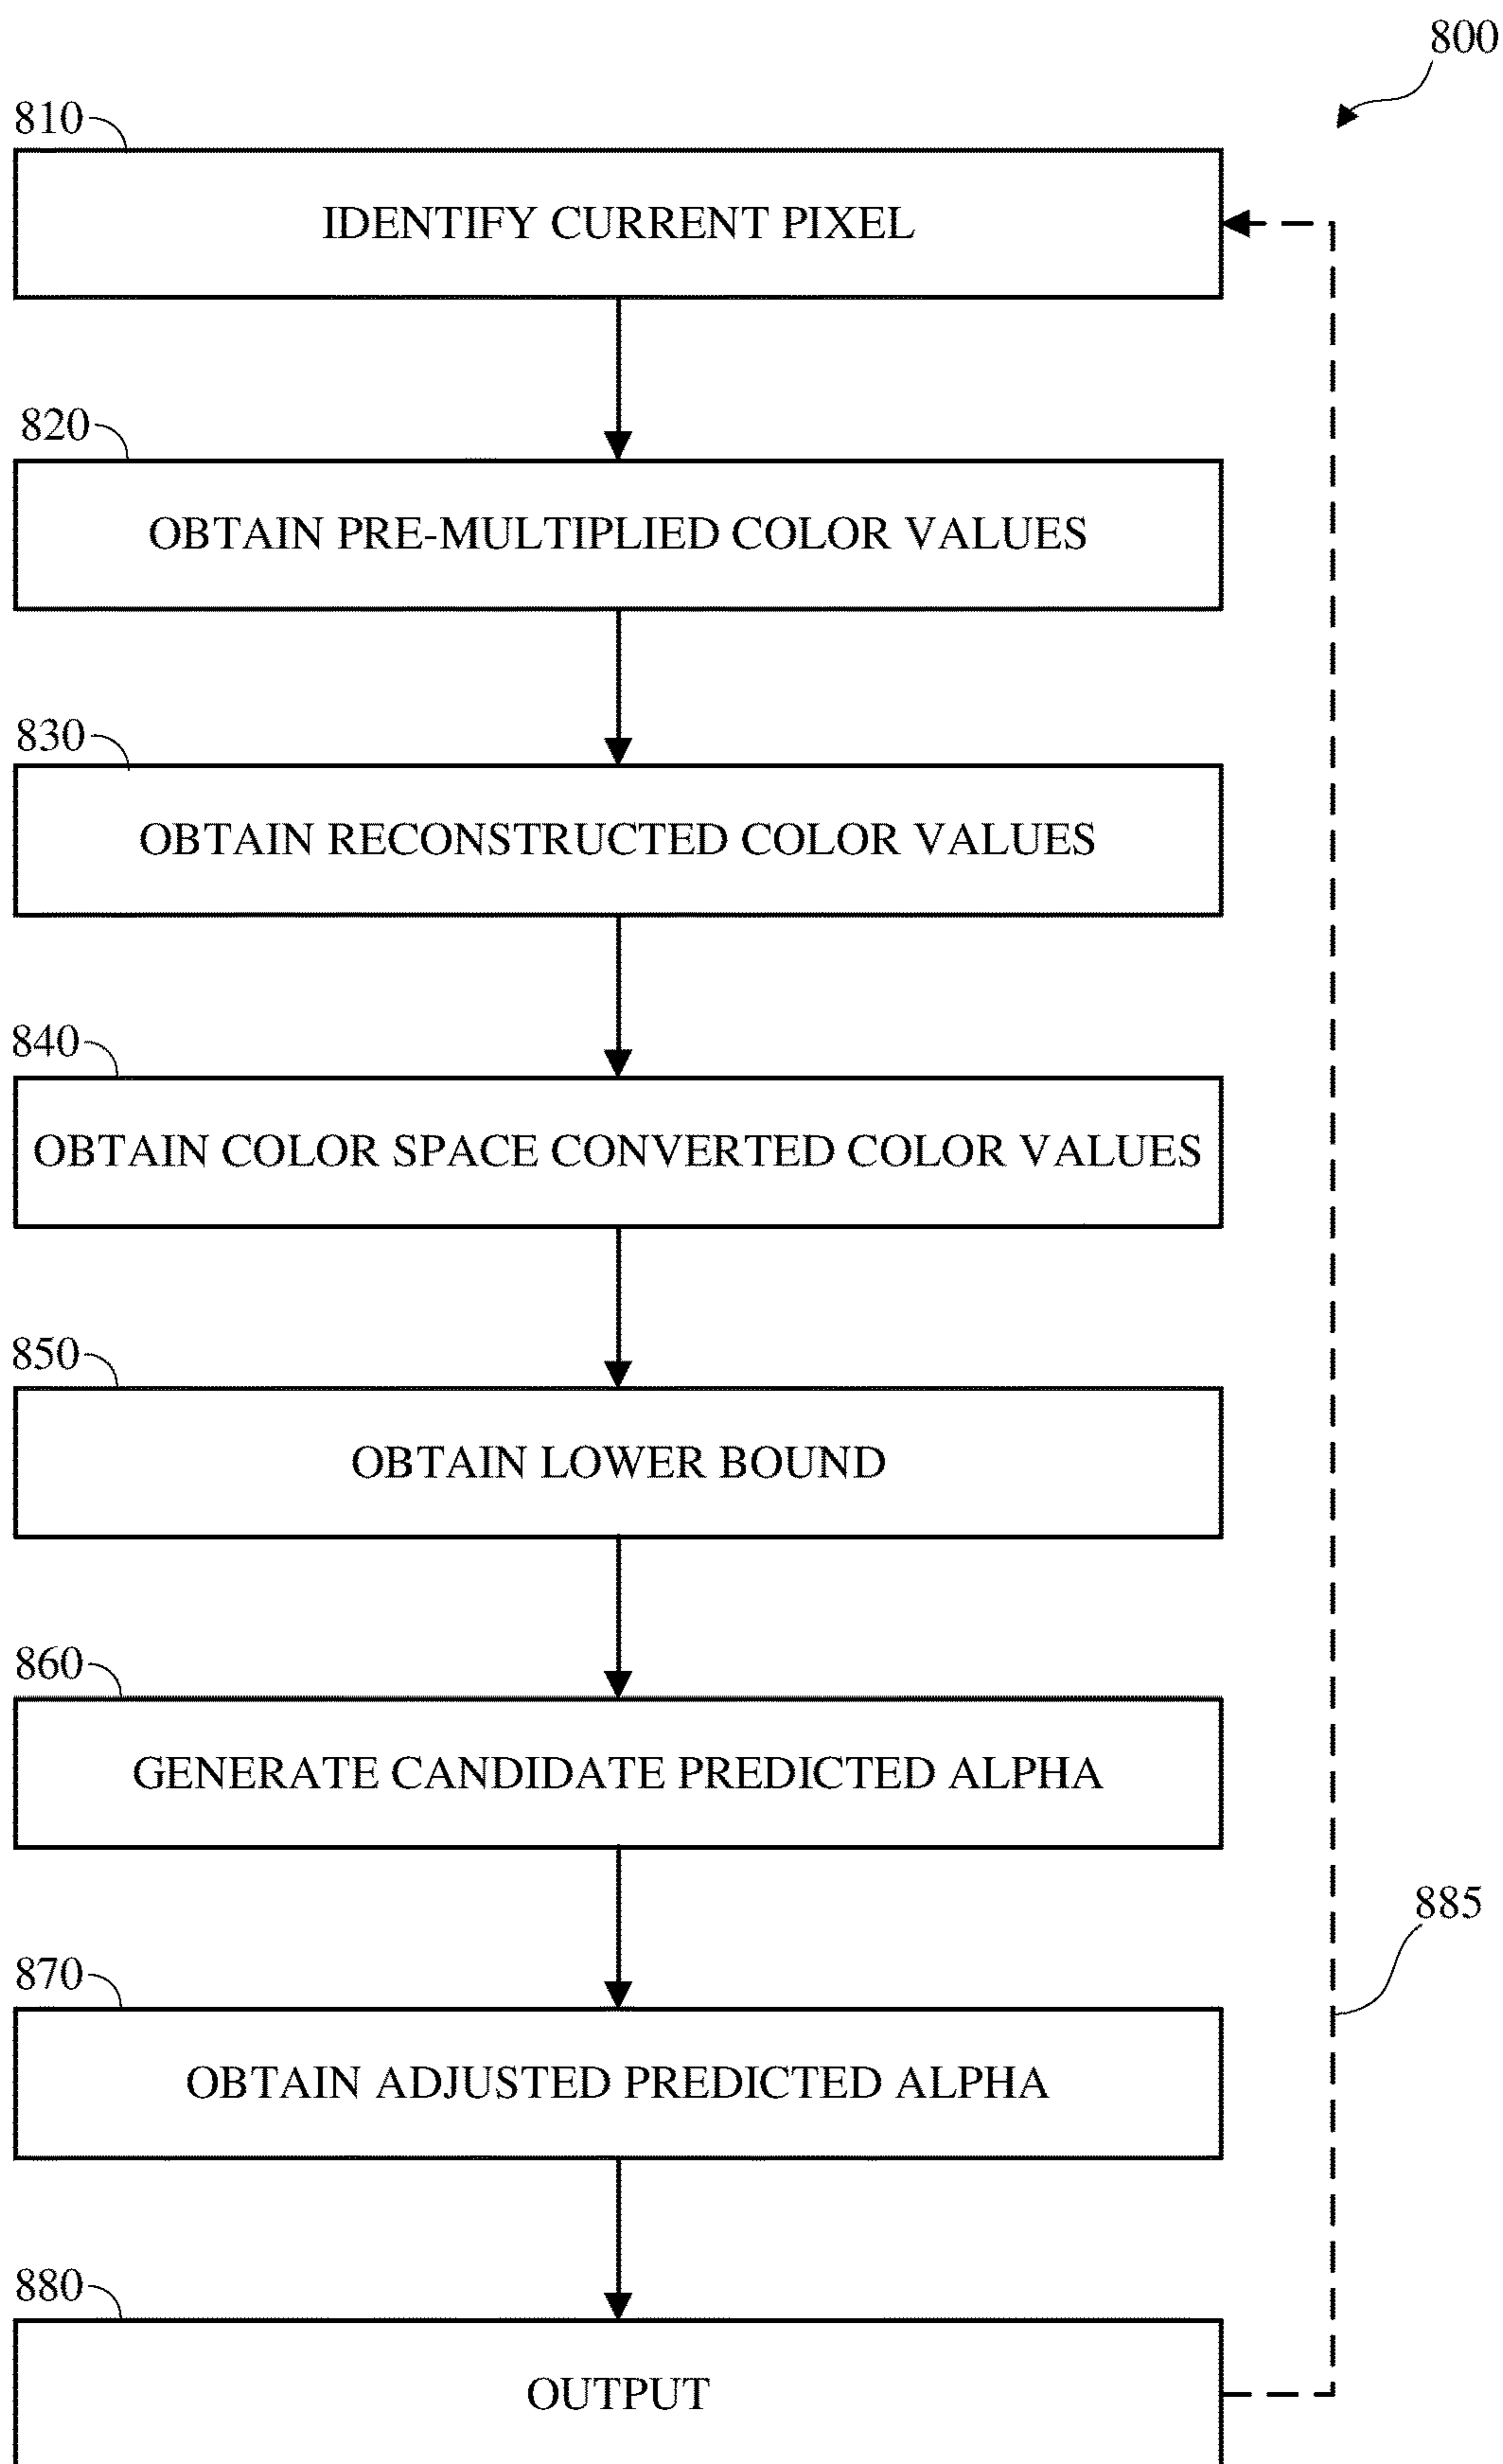 800
810
IDENTIFY CURRENT PIXEL
820
OBTAIN PRE-MULTIPLIED COLOR VALUES
830
OBTAIN RECONSTRUCTED COLOR VALUES
840
OBTAIN COLOR SPACE CONVERTED COLOR VALUES
850
OBTAIN LOWER BOUND
860
GENERATE CANDIDATE PREDICTED ALPHA
885
870
OBTAIN ADJUSTED PREDICTED ALPHA
880
OUTPUT